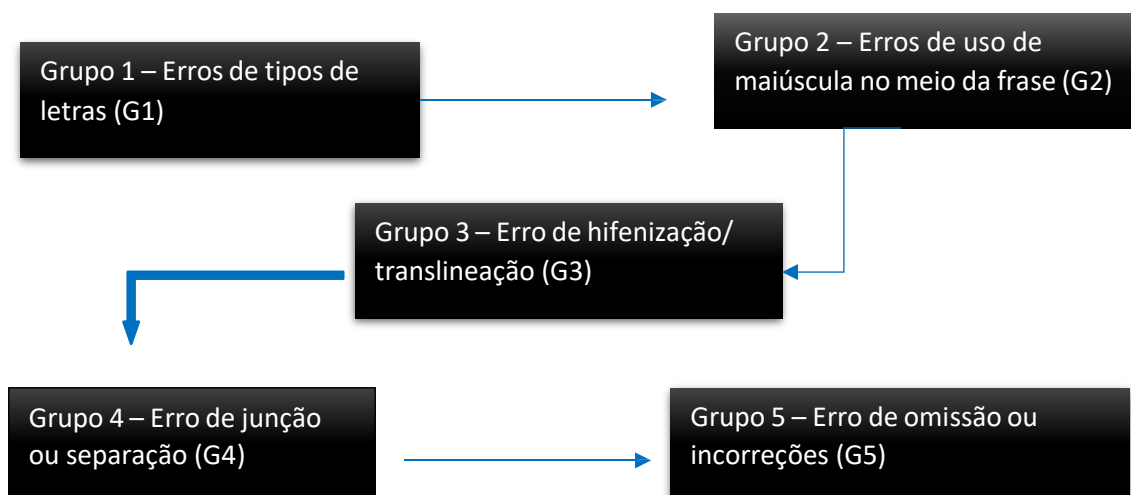 Grupo 1 – Erros de tipos de
letras (G1)
Grupo 2 – Erros de uso de
maiúscula no meio da frase (G2)
Grupo 3 – Erro de hifenização/
translineação (G3)
Grupo 4 – Erro de junção
ou separação (G4)
Grupo 5 – Erro de omissão ou
incorreções (G5)